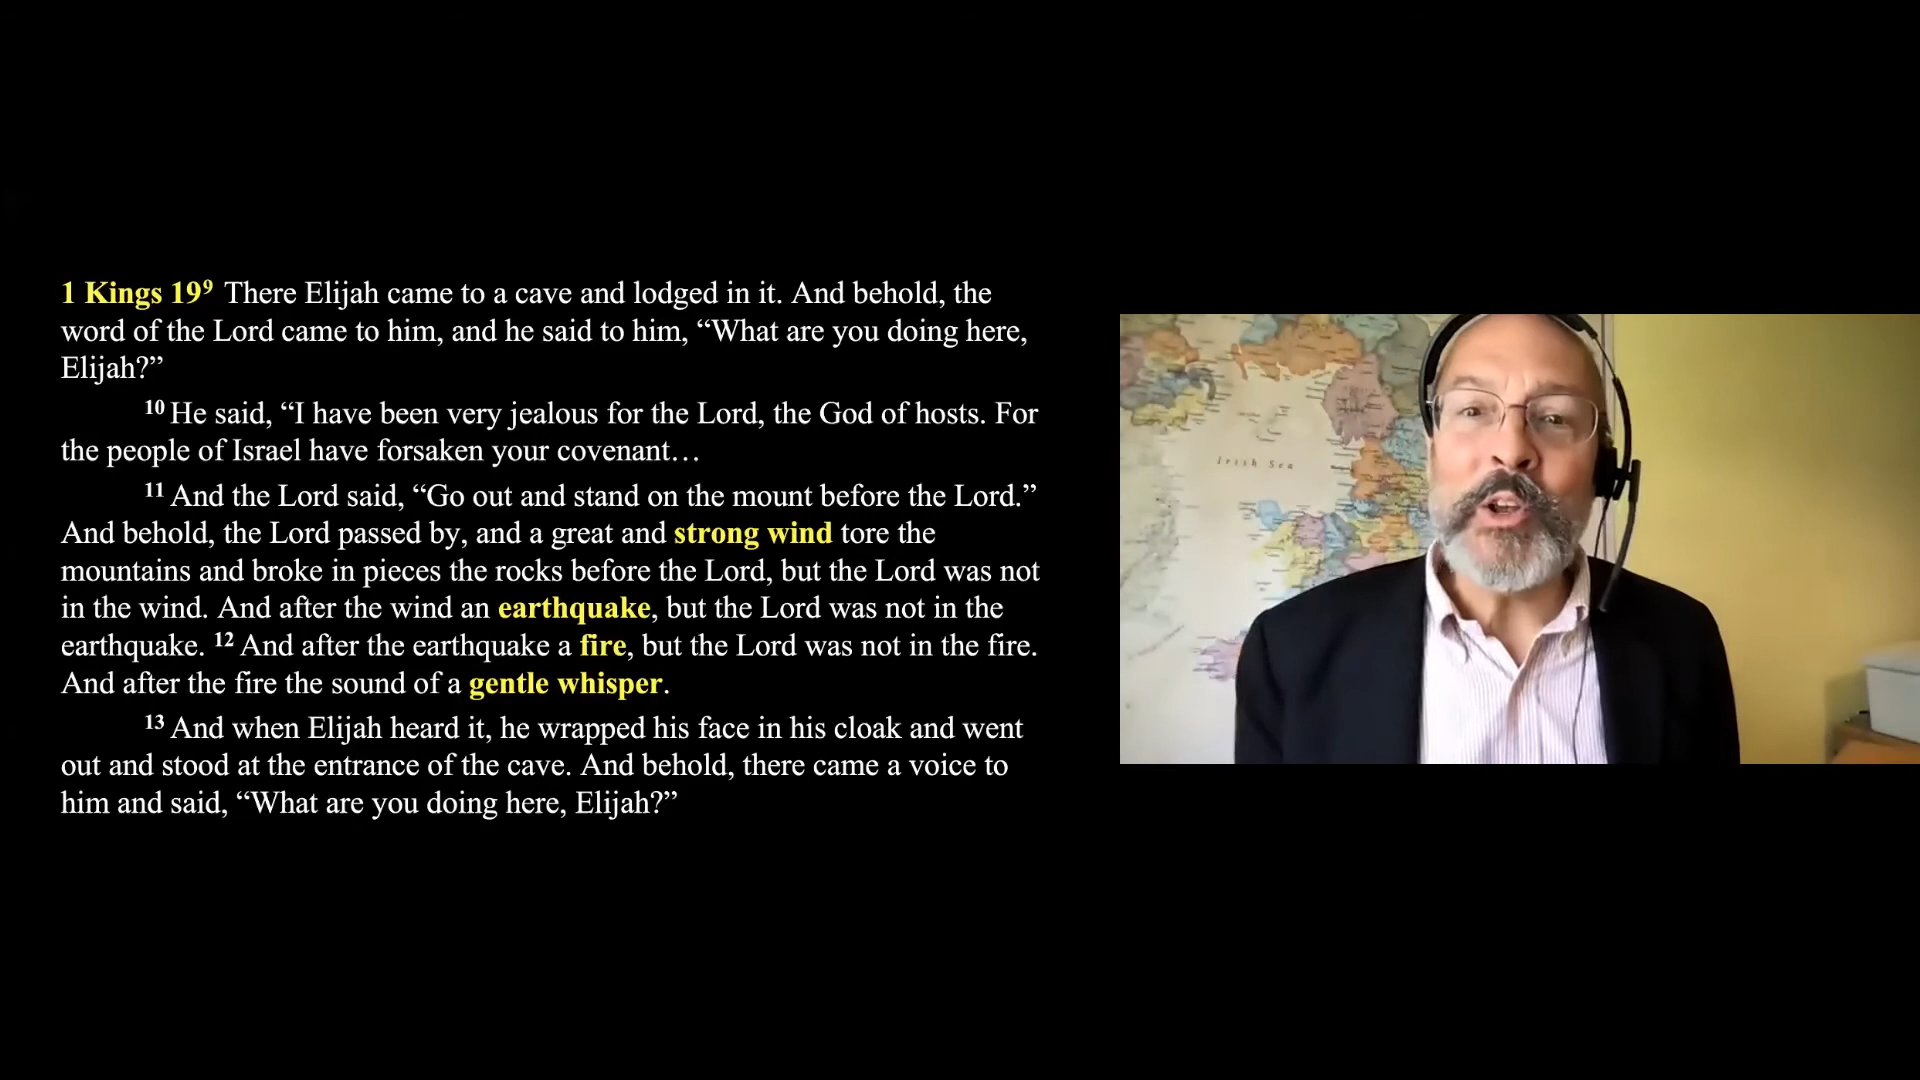 1 Kings 19⁹ There Elijah came to a cave and lodged in it. And behold, the
word of the Lord came to him, and he said to him, “What are you doing here,
Elijah?”
¹⁰ He said, “I have been very jealous for the Lord, the God of hosts. For
the people of Israel have forsaken your covenant…
¹¹ And the Lord said, “Go out and stand on the mount before the Lord.”
And behold, the Lord passed by, and a great and strong wind tore the
mountains and broke in pieces the rocks before the Lord, but the Lord was not
in the wind. And after the wind an earthquake, but the Lord was not in the
earthquake. ¹² And after the earthquake a fire, but the Lord was not in the fire.
And after the fire the sound of a gentle whisper.
¹³ And when Elijah heard it, he wrapped his face in his cloak and went
out and stood at the entrance of the cave. And behold, there came a voice to
him and said, “What are you doing here, Elijah?”
Irish Sea